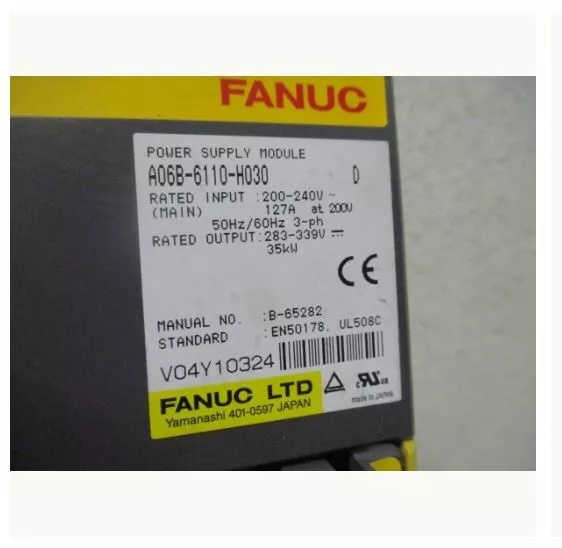 FANUC
POWER SUPPLY MODULE
A06B-6110-H030 D
RATED INPUT :200-240V ~
(MAIN) 127A at 200V
50Hz/60Hz 3-ph
RATED OUTPUT:283-339V ⎓
35kW
CE
MANUAL NO. :B-65282
STANDARD :EN50178. UL508C
V04Y10324
FANUC LTD
Yamanashi 401-0597 JAPAN
c RU us
made in JAPAN